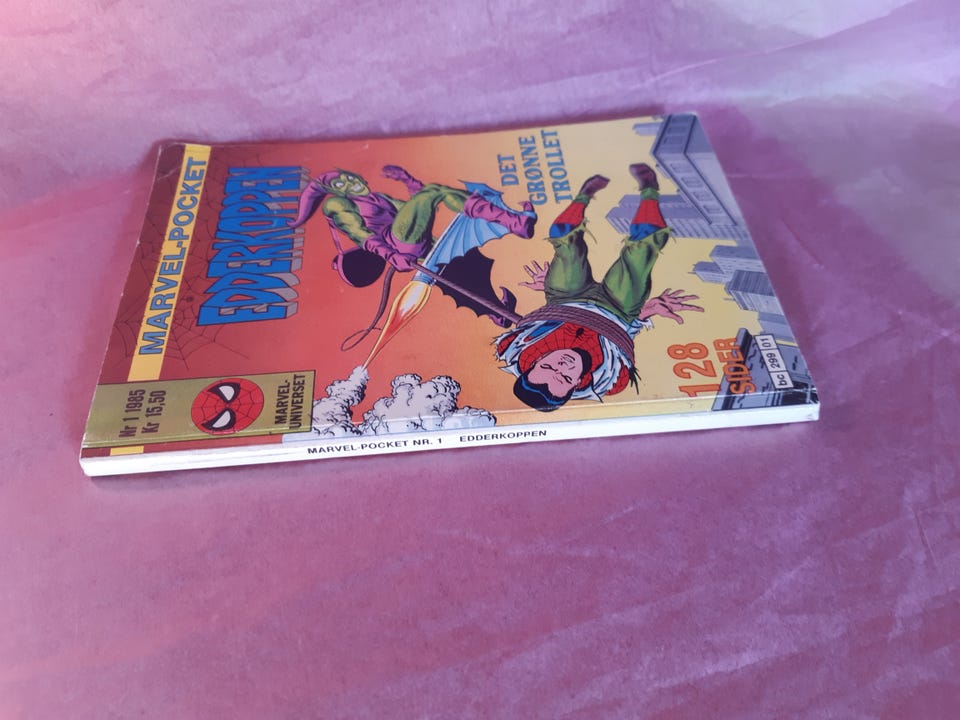 MARVEL-POCKET
EDDERKOPPEN
DET
GRØNNE
TROLLET
Nr 1 1985
Kr 15,50
MARVEL-
UNIVERSET
128
SIDER
bc 299 01
MARVEL-POCKET NR. 1 EDDERKOPPEN